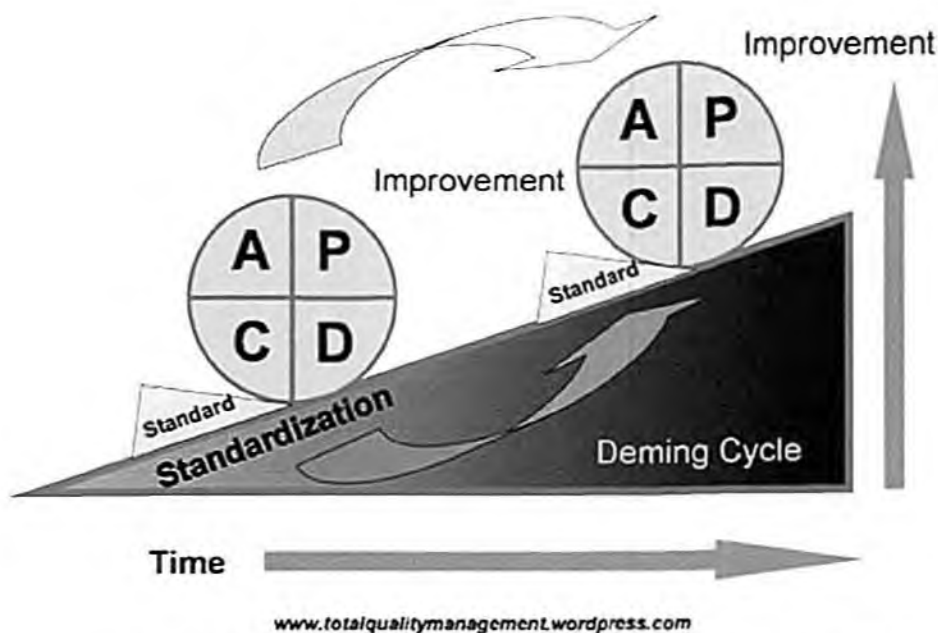 Improvement
A P
C D
Improvement
A P
C D
Standard
Standard
Standardization
Deming Cycle
Time
www.totalqualitymanagement.wordpress.com